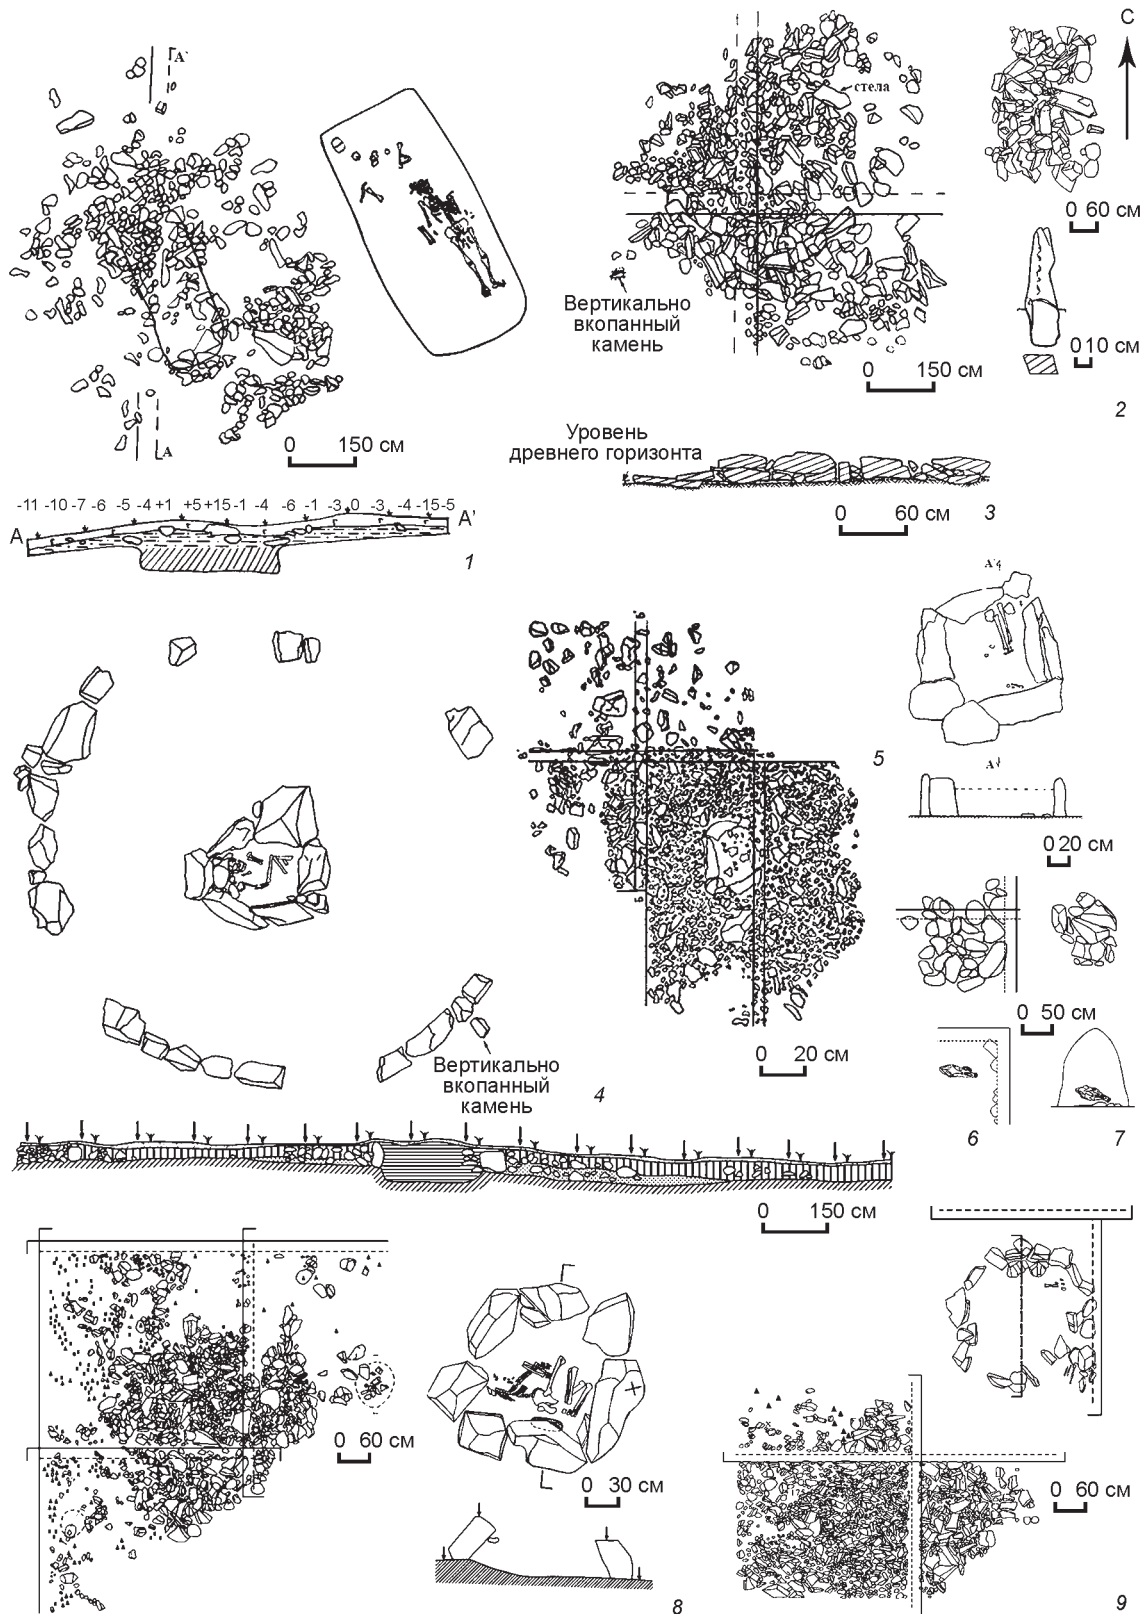 С
А'
стела
0 60 см
Вертикально
вкопанный
камень
0 10 см
0 150 см
2
А
0 150 см
Уровень
древнего горизонта
0 60 см
3
-11 -10 -7 -6 -5 -4 +1 +5 +15 -1 -4 -6 -1 -3 0 -3 -4 -15 -5
А
А'
1
5
0 20 см
0 50 см
0 20 см
Вертикально
вкопанный
камень
4
6
7
0 150 см
0 60 см
0 30 см
0 60 см
8
9